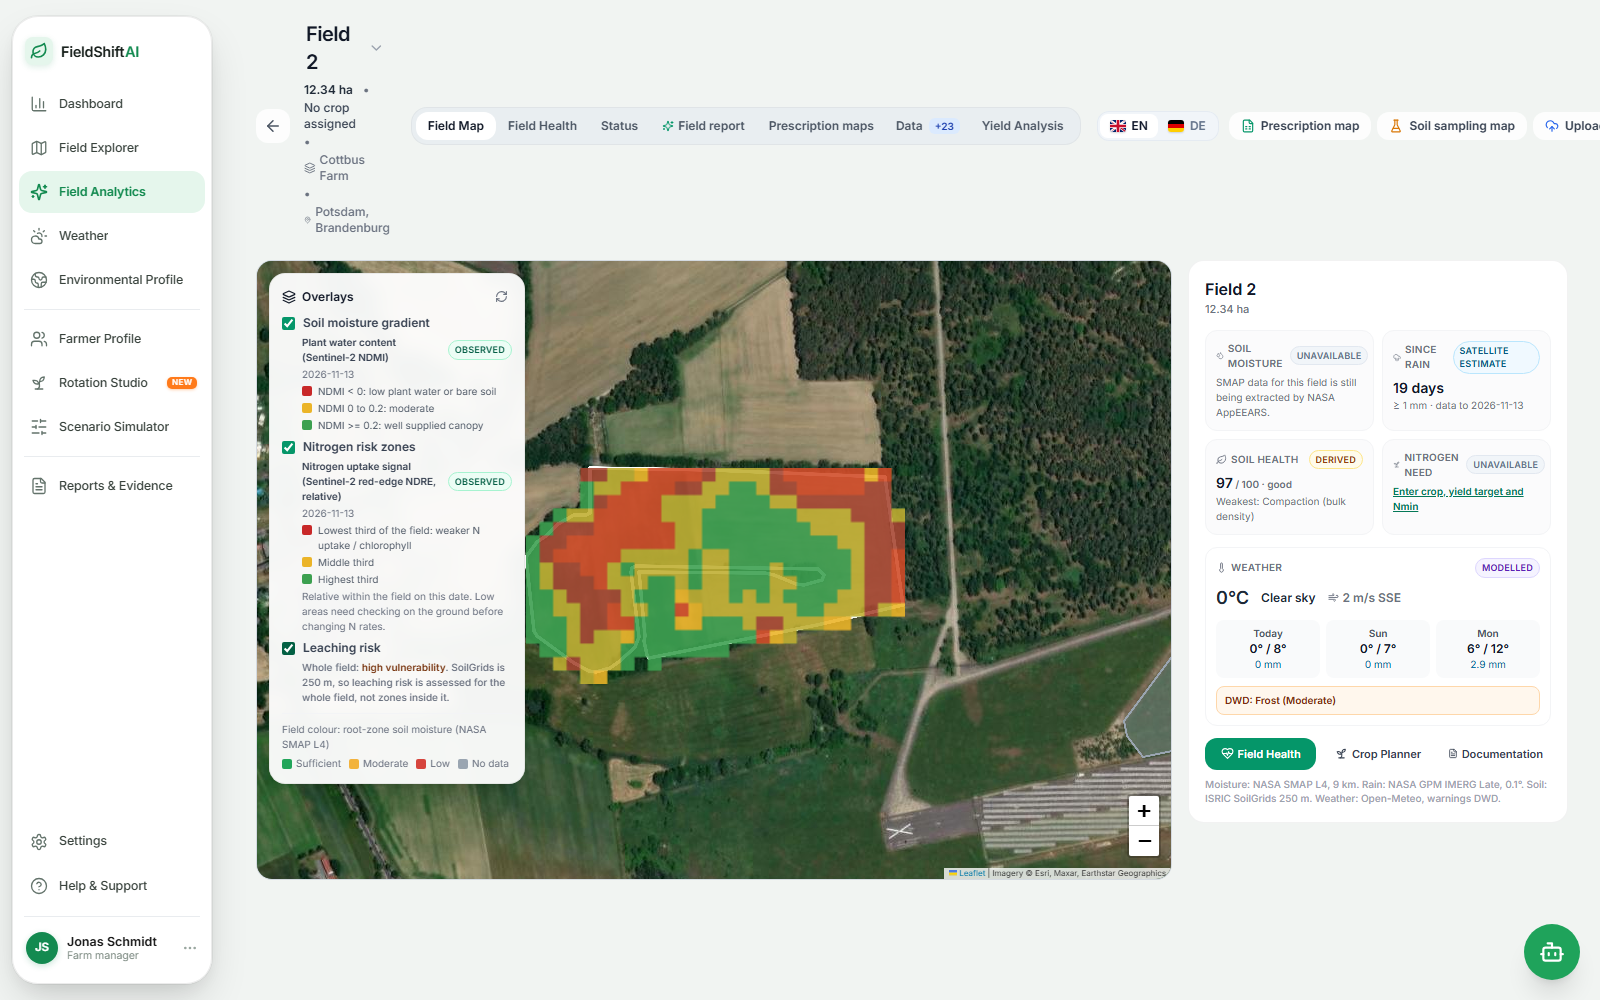 FieldShiftAI
Dashboard
Field Explorer
Field Analytics
Weather
Environmental Profile
Farmer Profile
Rotation Studio NEW
Scenario Simulator
Reports & Evidence
Settings
Help & Support
JS
Jonas Schmidt
Farm manager
Field
2
12.34 ha •
No crop
assigned
•
Cottbus
Farm
•
Potsdam,
Brandenburg
Field Map
Field Health
Status
Field report
Prescription maps
Data +23
Yield Analysis
EN
DE
Prescription map
Soil sampling map
Overlays
Soil moisture gradient
Plant water content
(Sentinel-2 NDMI)
OBSERVED
2026-11-13
NDMI < 0: low plant water or bare soil
NDMI 0 to 0.2: moderate
NDMI >= 0.2: well supplied canopy
Nitrogen risk zones
Nitrogen uptake signal
(Sentinel-2 red-edge NDRE,
relative)
OBSERVED
2026-11-13
Lowest third of the field: weaker N
uptake / chlorophyll
Middle third
Highest third
Relative within the field on this date. Low
areas need checking on the ground before
changing N rates.
Leaching risk
Whole field: high vulnerability. SoilGrids is
250 m, so leaching risk is assessed for the
whole field, not zones inside it.
Field colour: root-zone soil moisture (NASA
SMAP L4)
Sufficient Moderate Low No data
+
−
Leaflet | Imagery © Esri, Maxar, Earthstar Geographics
Field 2
12.34 ha
SOIL
MOISTURE
UNAVAILABLE
SMAP data for this field is still
being extracted by NASA
AppEEARS.
SINCE
RAIN
SATELLITE
ESTIMATE
19 days
≥ 1 mm · data to 2026-11-13
SOIL HEALTH
DERIVED
97 / 100 · good
Weakest: Compaction (bulk
density)
NITROGEN
NEED
UNAVAILABLE
Enter crop, yield target and
Nmin
WEATHER
MODELLED
0°C Clear sky 2 m/s SSE
Today
0° / 8°
0 mm
Sun
0° / 7°
0 mm
Mon
6° / 12°
2.9 mm
DWD: Frost (Moderate)
Field Health
Crop Planner
Documentation
Moisture: NASA SMAP L4, 9 km. Rain: NASA GPM IMERG Late, 0.1°. Soil:
ISRIC SoilGrids 250 m. Weather: Open-Meteo, warnings DWD.